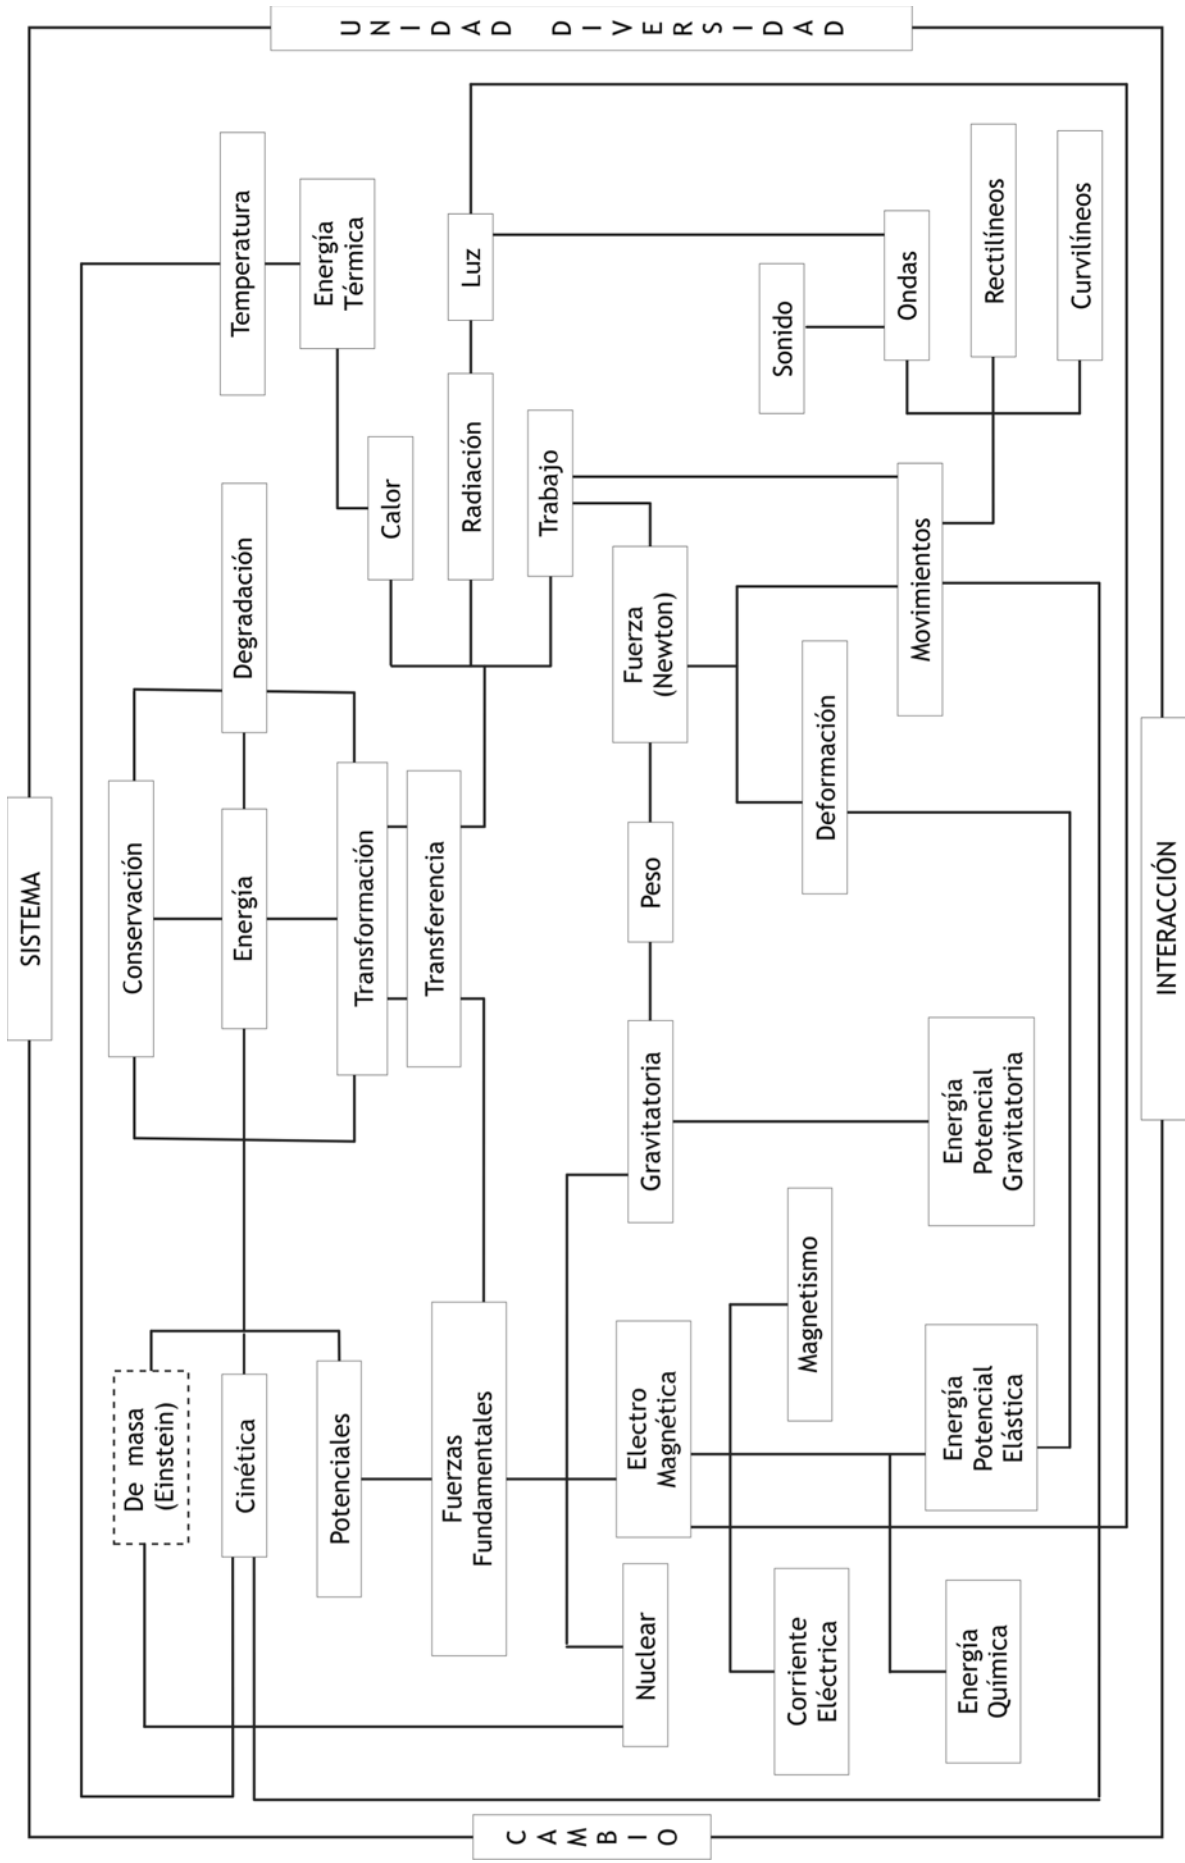 SISTEMA
De masa
(Einstein)
Conservación
Cinética
Energía
Degradación
Temperatura
Potenciales
Transformación
Energía
Térmica
Transferencia
Calor
Fuerzas
Fundamentales
Radiación
Luz
Trabajo
CAMBIO
UNIDAD DIVERSIDAD
Nuclear
Electro
Magnética
Gravitatoria
Peso
Fuerza
(Newton)
Corriente
Eléctrica
Magnetismo
Deformación
Sonido
Energía
Química
Energía
Potencial
Elástica
Energía
Potencial
Gravitatoria
Movimientos
Ondas
Rectilíneos
Curvilíneos
INTERACCIÓN